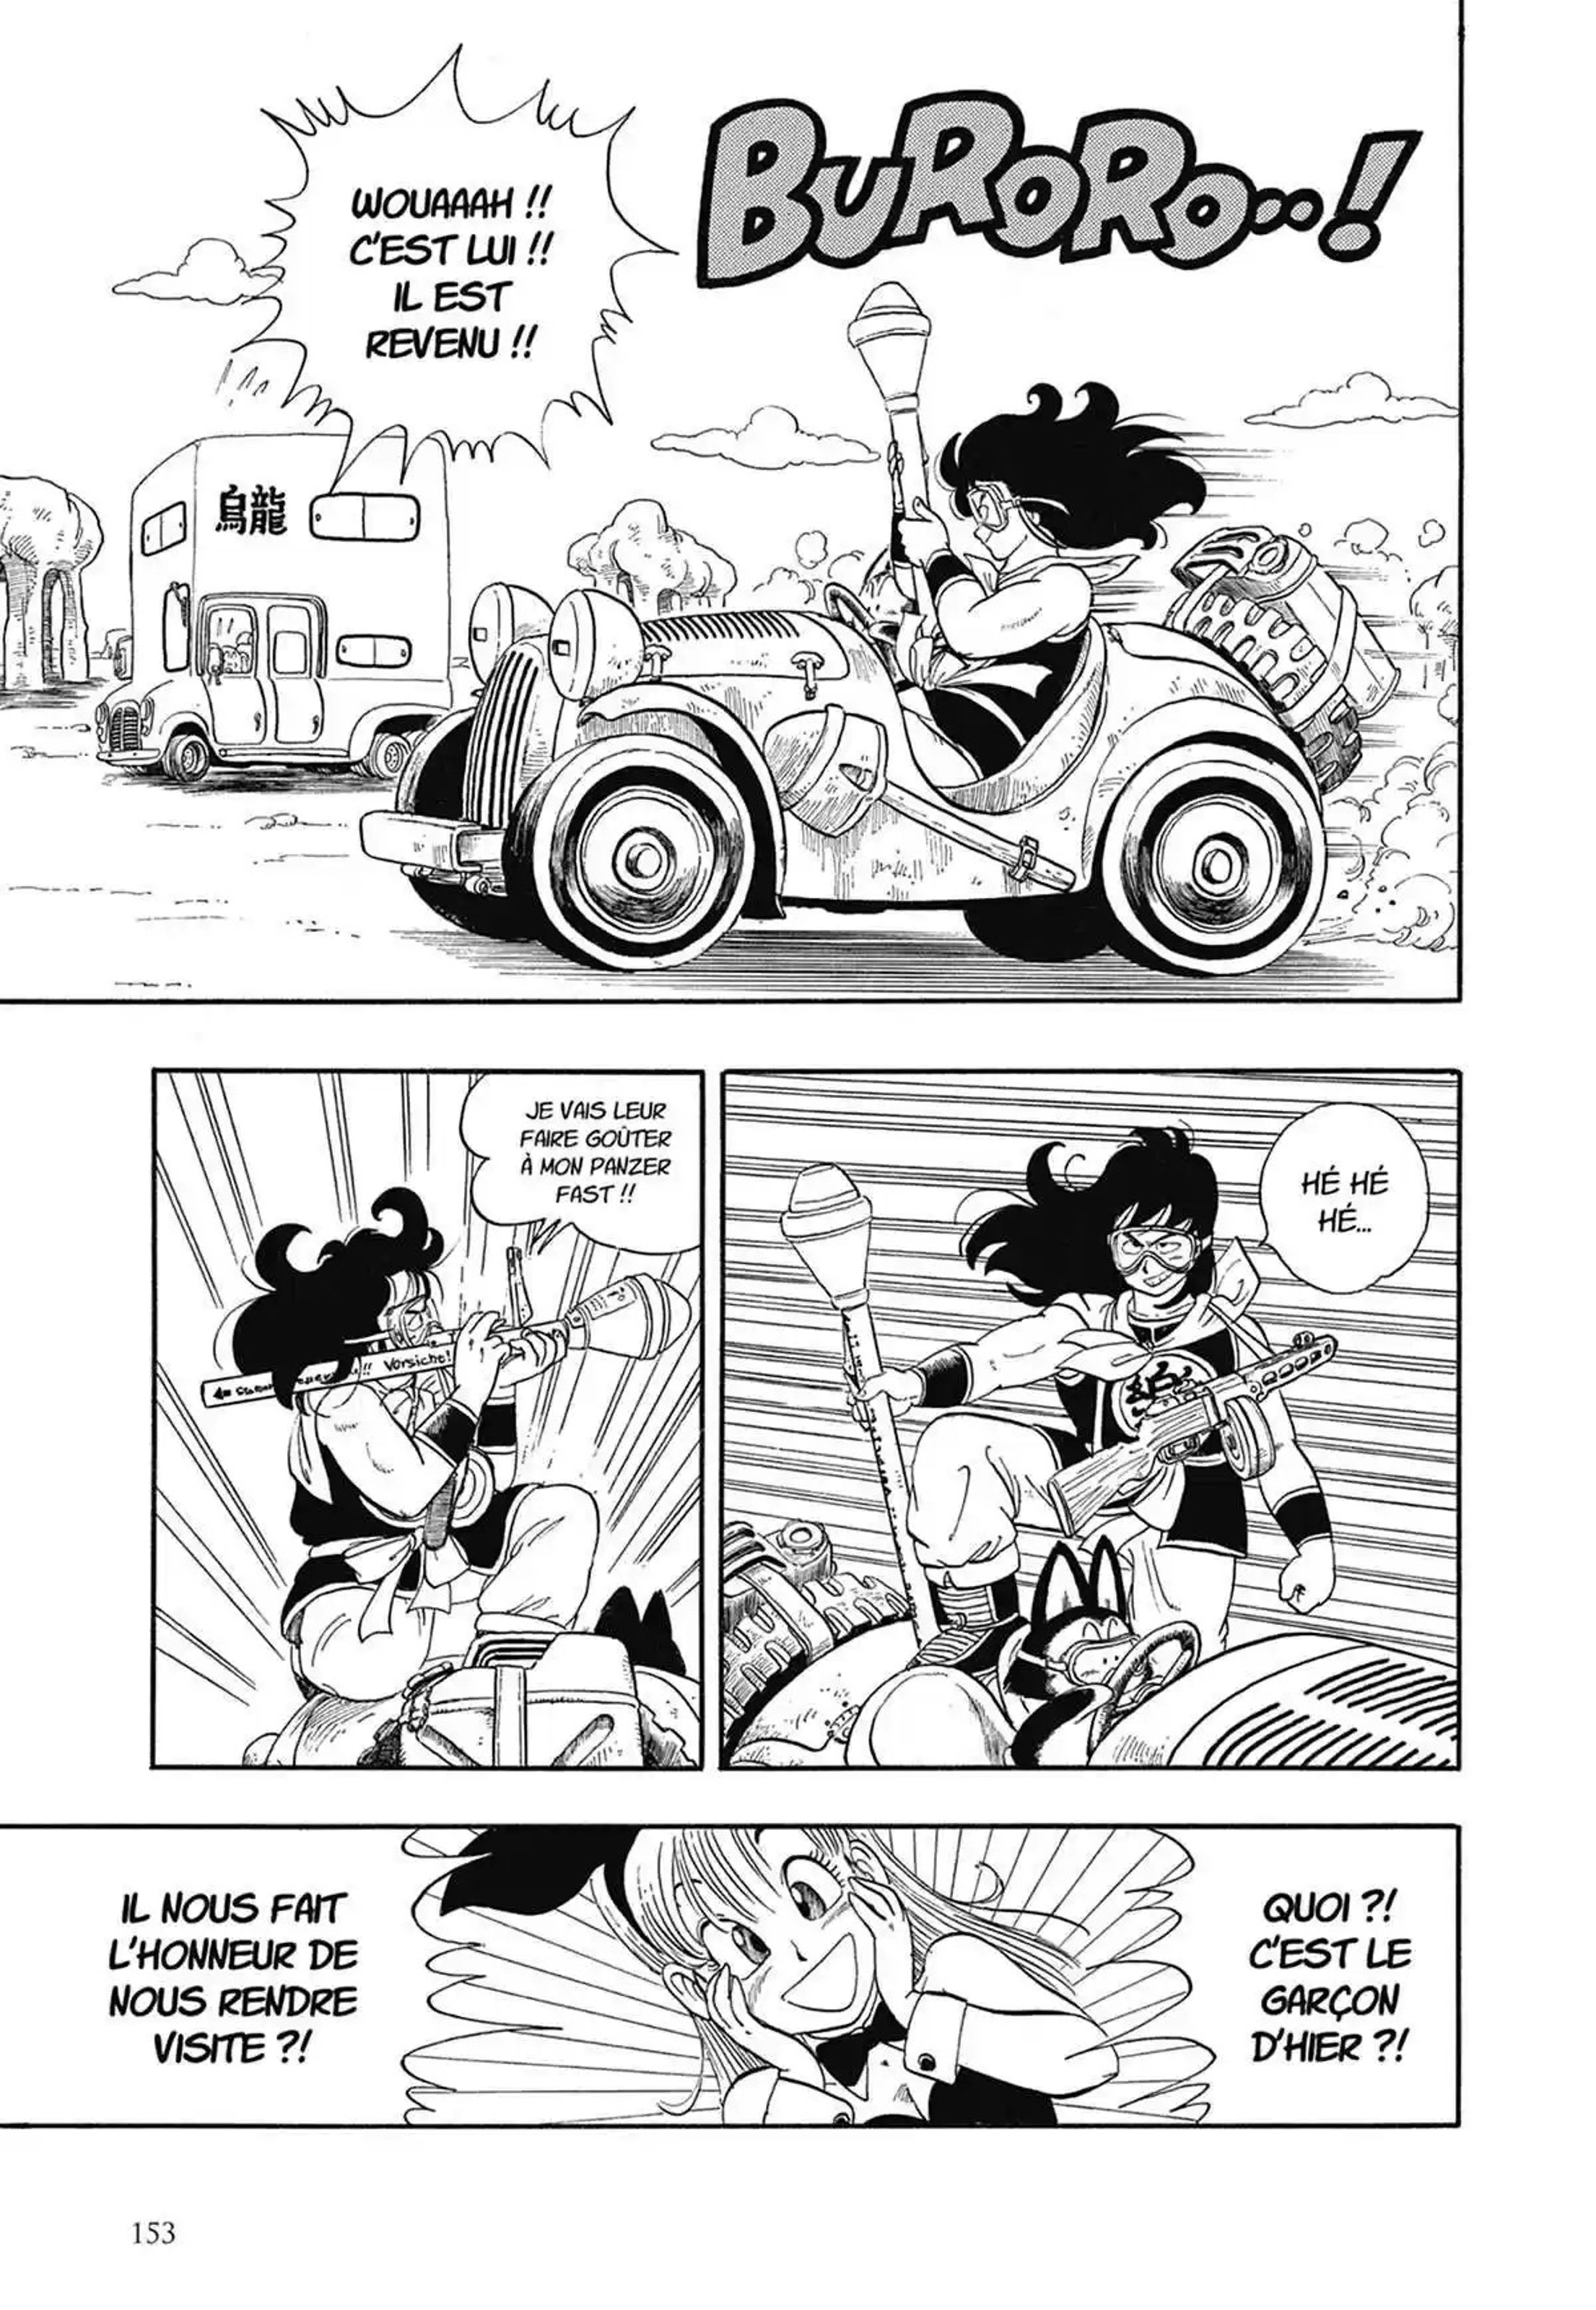 BURORO..!
WOUAAAH !!
C'EST LUI !!
IL EST
REVENU !!
烏龍
HÉ HÉ
HÉ...
JE VAIS LEUR
FAIRE GOÛTER
À MON PANZER
FAST !!
!! Vorsicht!
QUOI ?!
C'EST LE
GARÇON
D'HIER ?!
IL NOUS FAIT
L'HONNEUR DE
NOUS RENDRE
VISITE ?!
153